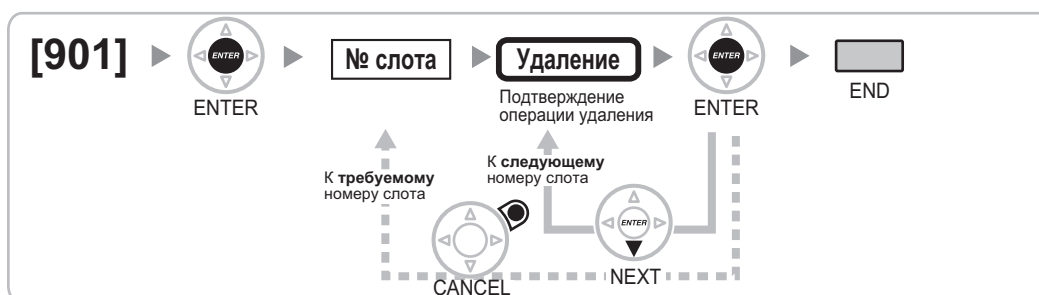 [901]
ENTER
ENTER
№ слота
Удаление
Подтверждение
операции удаления
ENTER
ENTER
END
К требуемому
номеру слота
К следующему
номеру слота
CANCEL
ENTER
NEXT